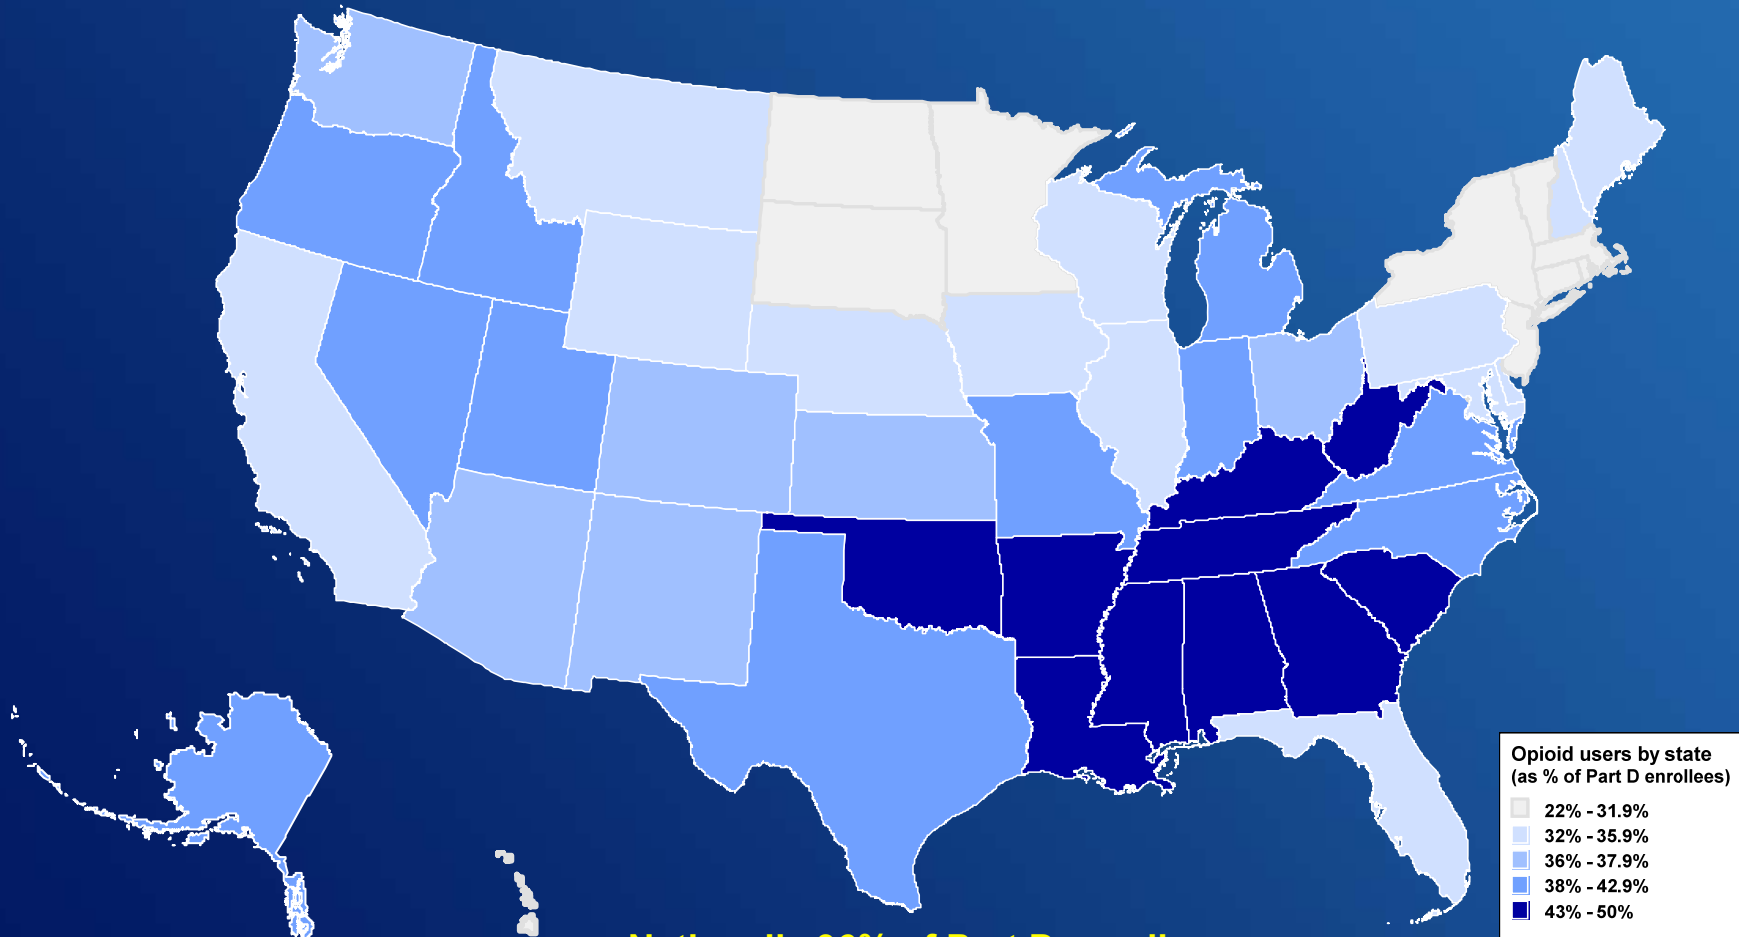 Opioid users by state
(as % of Part D enrollees)
22% - 31.9%
32% - 35.9%
36% - 37.9%
38% - 42.9%
43% - 50%